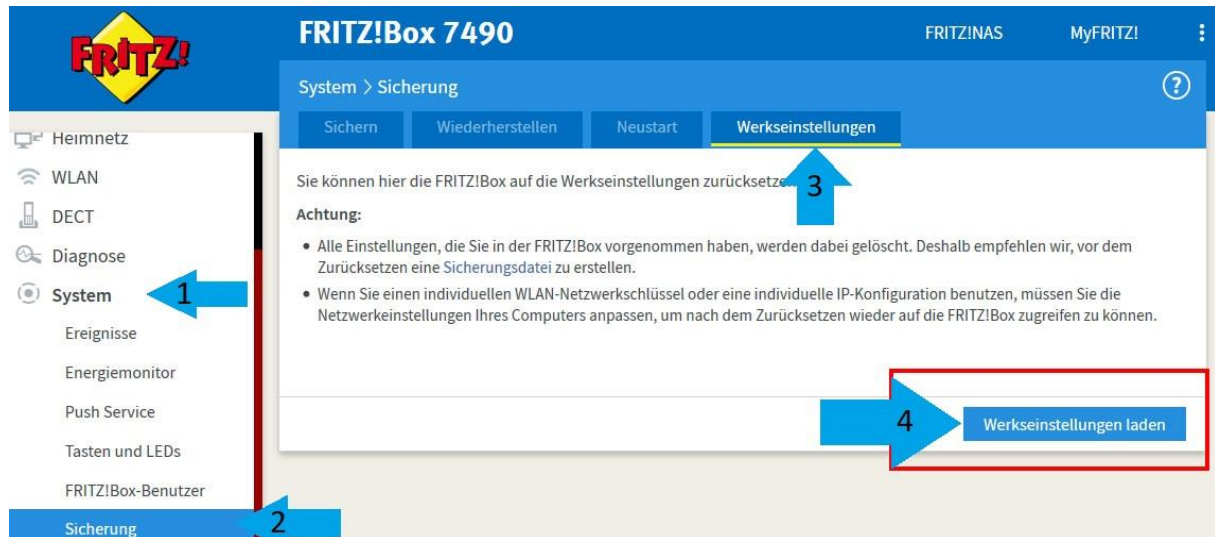 FRITZ!
FRITZ!Box 7490
FRITZ!NAS
MyFRITZ!
System > Sicherung
?
Sichern
Wiederherstellen
Neustart
Werkseinstellungen
Heimnetz
WLAN
DECT
Diagnose
System
1
Ereignisse
Energiemonitor
Push Service
Tasten und LEDs
FRITZ!Box-Benutzer
Sicherung
2
3
Sie können hier die FRITZ!Box auf die Werkseinstellungen zurücksetzen
Achtung:
• Alle Einstellungen, die Sie in der FRITZ!Box vorgenommen haben, werden dabei gelöscht. Deshalb empfehlen wir, vor dem
Zurücksetzen eine Sicherungsdatei zu erstellen.
• Wenn Sie einen individuellen WLAN-Netzwerkschlüssel oder eine individuelle IP-Konfiguration benutzen, müssen Sie die
Netzwerkeinstellungen Ihres Computers anpassen, um nach dem Zurücksetzen wieder auf die FRITZ!Box zugreifen zu können.
4
Werkseinstellungen laden